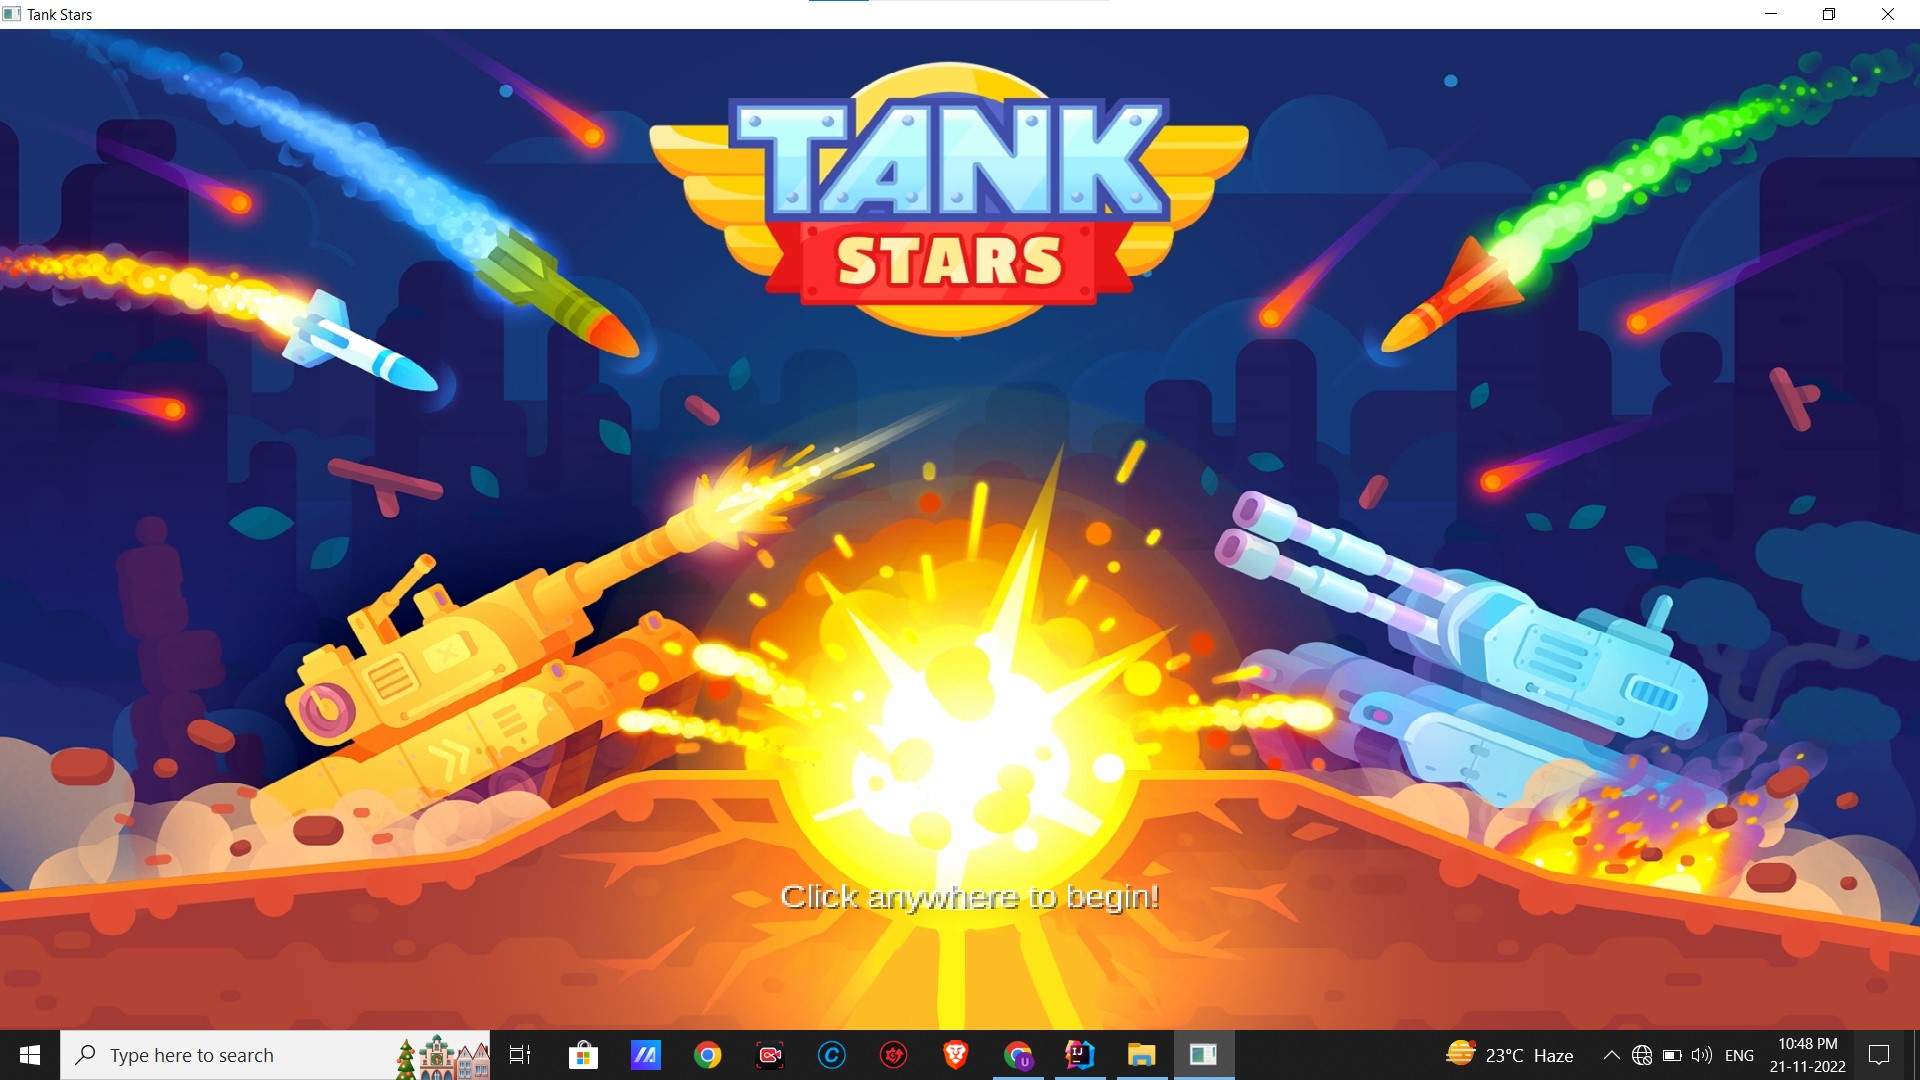 Tank Stars
TANK
STARS
Click anywhere to begin!
Type here to search
23°C Haze
ENG
10:48 PM
21-11-2022